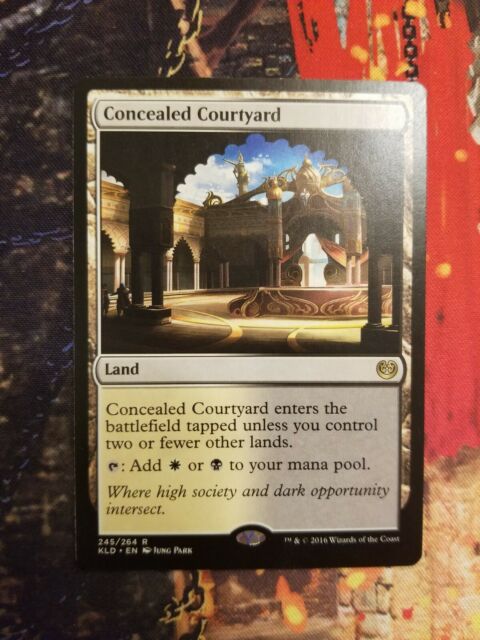 Concealed Courtyard
Land
Concealed Courtyard enters the
battlefield tapped unless you control
two or fewer other lands.
: Add or to your mana pool.
Where high society and dark opportunity
intersect.
245/264 R
KLD • EN Jung Park
™ & © 2016 Wizards of the Coast